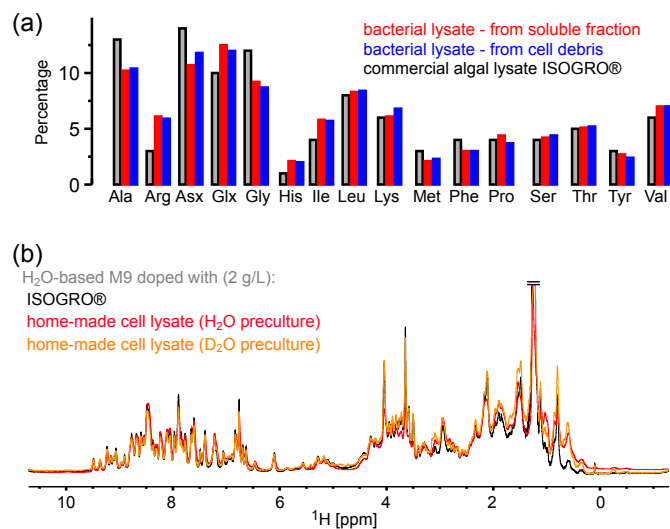 (a)
bacterial lysate - from soluble fraction
bacterial lysate - from cell debris
commercial algal lysate ISOGRO®
Percentage
10
5
0
Ala Arg Asx Glx Gly His Ile Leu Lys Met Phe Pro Ser Thr Tyr Val
(b)
H₂O-based M9 doped with (2 g/L):
ISOGRO®
home-made cell lysate (H₂O preculture)
home-made cell lysate (D₂O preculture)
10 8 6 4 2 0
¹H [ppm]